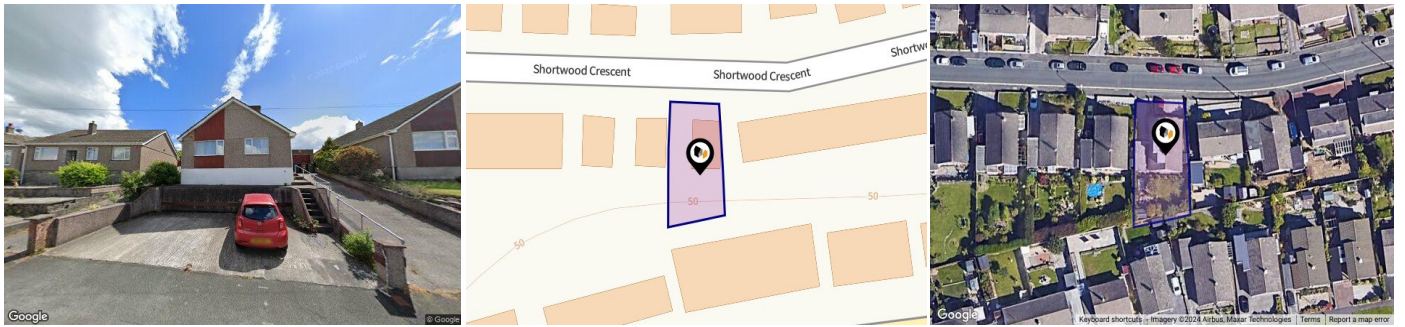 Google
© Google
Shortwood Crescent
Shortwood Crescent
Shortw
50
50
50
Google
Keyboard shortcuts
Imagery ©2024 Airbus, Maxar Technologies
Terms
Report a map error